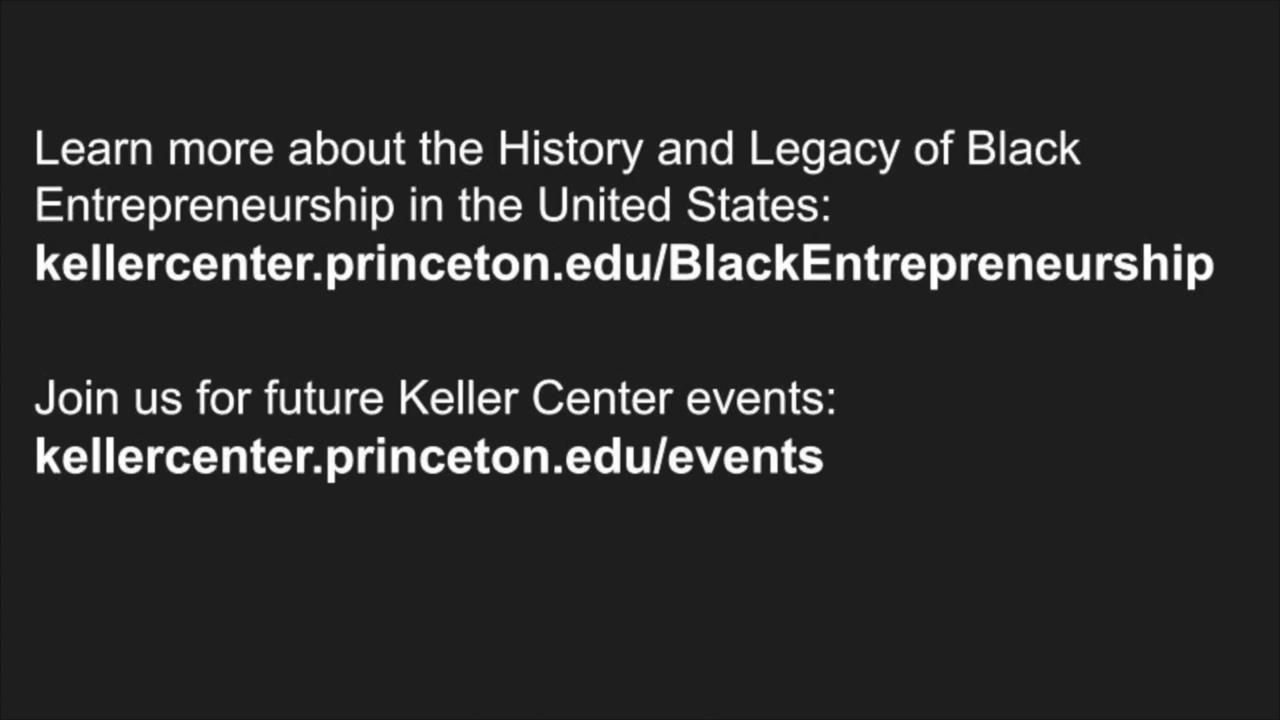 Learn more about the History and Legacy of Black
Entrepreneurship in the United States:
kellercenter.princeton.edu/BlackEntrepreneurship
Join us for future Keller Center events:
kellercenter.princeton.edu/events